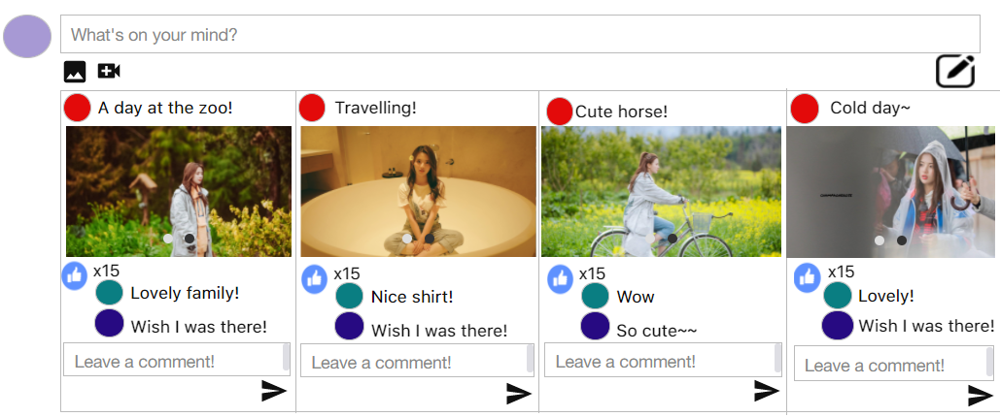 What's on your mind?
A day at the zoo!
x15
Lovely family!
Wish I was there!
Leave a comment!
Travelling!
x15
Nice shirt!
Wish I was there!
Leave a comment!
Cute horse!
x15
Wow
So cute~~
Leave a comment!
Cold day~
x15
Lovely!
Wish I was there!
Leave a comment!